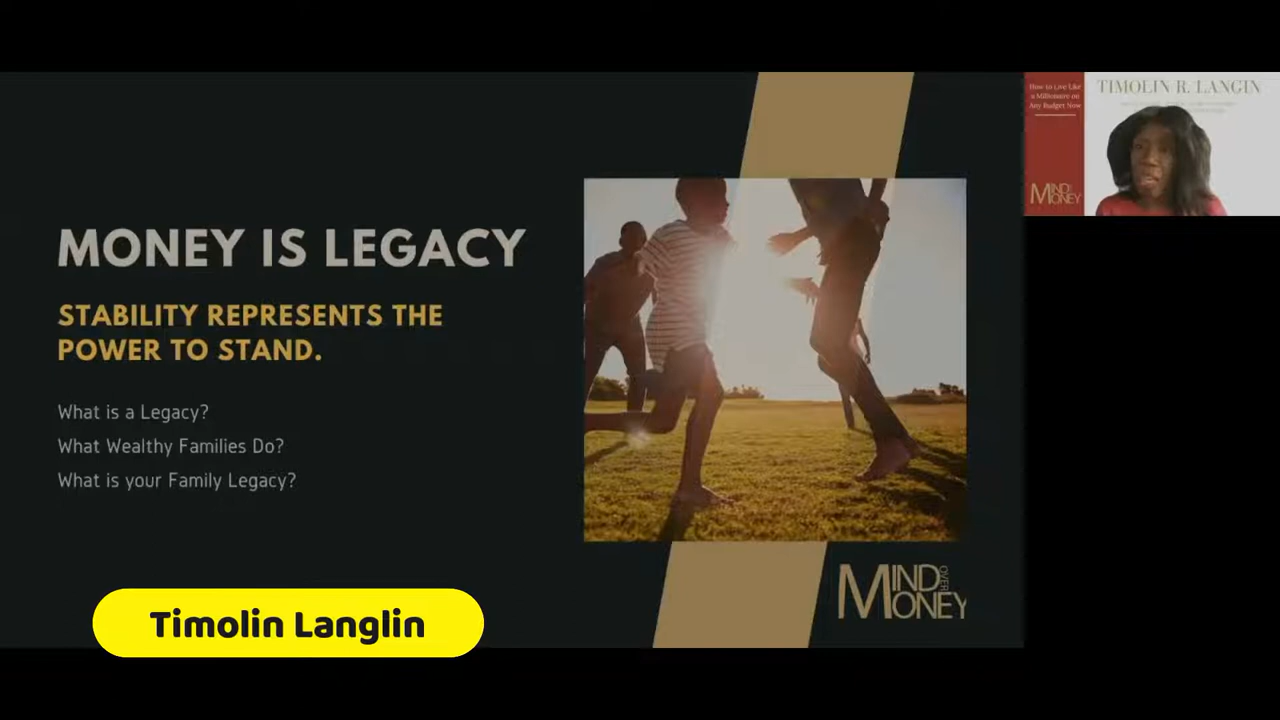 MONEY IS LEGACY
STABILITY REPRESENTS THE
POWER TO STAND.
What is a Legacy?
What Wealthy Families Do?
What is your Family Legacy?
MIND OVER
MONEY
Timolin Langlin
How to Live Like
a Millionaire on
Any Budget Now
MIND OVER
MONEY
TIMOLIN R. LANGIN